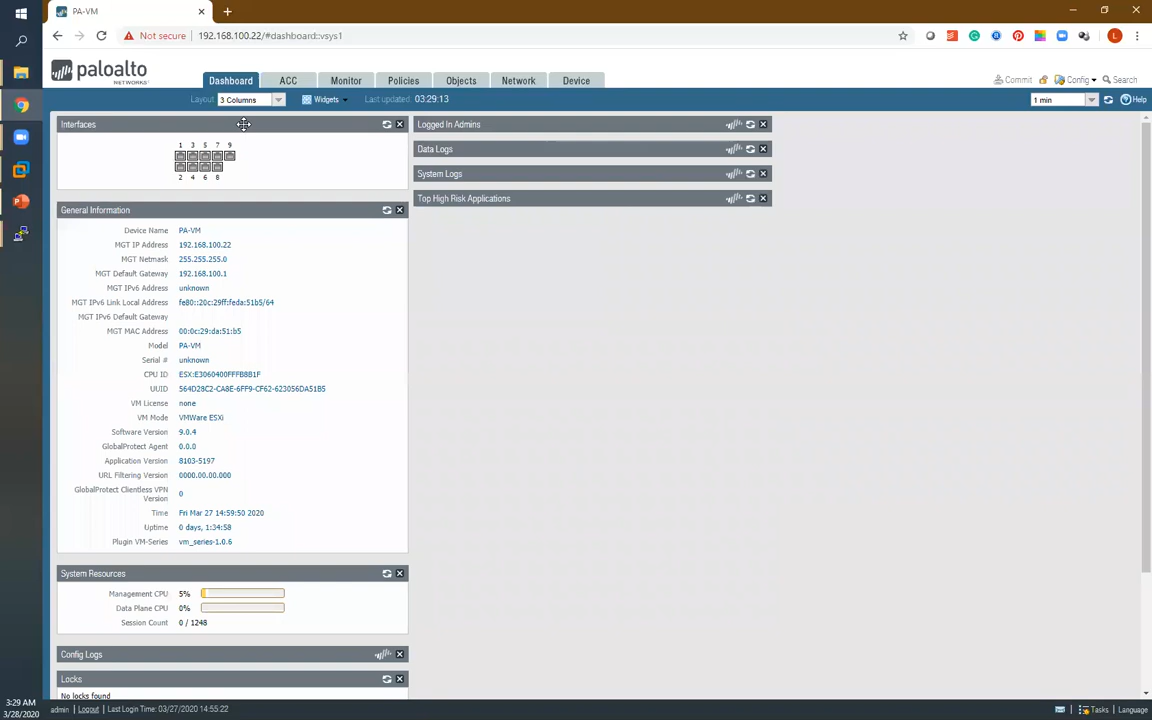 PA-VM
Not secure | 192.168.100.22/#dashboard::vsys1
L
paloalto
NETWORKS
Dashboard ACC Monitor Policies Objects Network Device
Commit Config Search
Layout 3 Columns Widgets Last updated 03:29:13 1 min Help
Interfaces
1 3 5 7 9
2 4 6 8
General Information
Device Name PA-VM
MGT IP Address 192.168.100.22
MGT Netmask 255.255.255.0
MGT Default Gateway 192.168.100.1
MGT IPv6 Address unknown
MGT IPv6 Link Local Address fe80::20c:29ff:feda:51b5/64
MGT IPv6 Default Gateway
MGT MAC Address 00:0c:29:da:51:b5
Model PA-VM
Serial # unknown
CPU ID ESX:E3060400FFFB8B1F
UUID 564D28C2-CA8E-6FF9-CF62-623056DA51B5
VM License none
VM Mode VMWare ESXi
Software Version 9.0.4
GlobalProtect Agent 0.0.0
Application Version 8103-5197
URL Filtering Version 0000.00.00.000
GlobalProtect Clientless VPN
Version 0
Time Fri Mar 27 14:59:50 2020
Uptime 0 days, 1:34:58
Plugin VM-Series vm_series-1.0.6
System Resources
Management CPU 5%
Data Plane CPU 0%
Session Count 0 / 1248
Config Logs
Locks
No locks found
Logged In Admins
Data Logs
System Logs
Top High Risk Applications
admin | Logout | Last Login Time: 03/27/2020 14:55:22
Tasks | Language
3:29 AM
3/28/2020